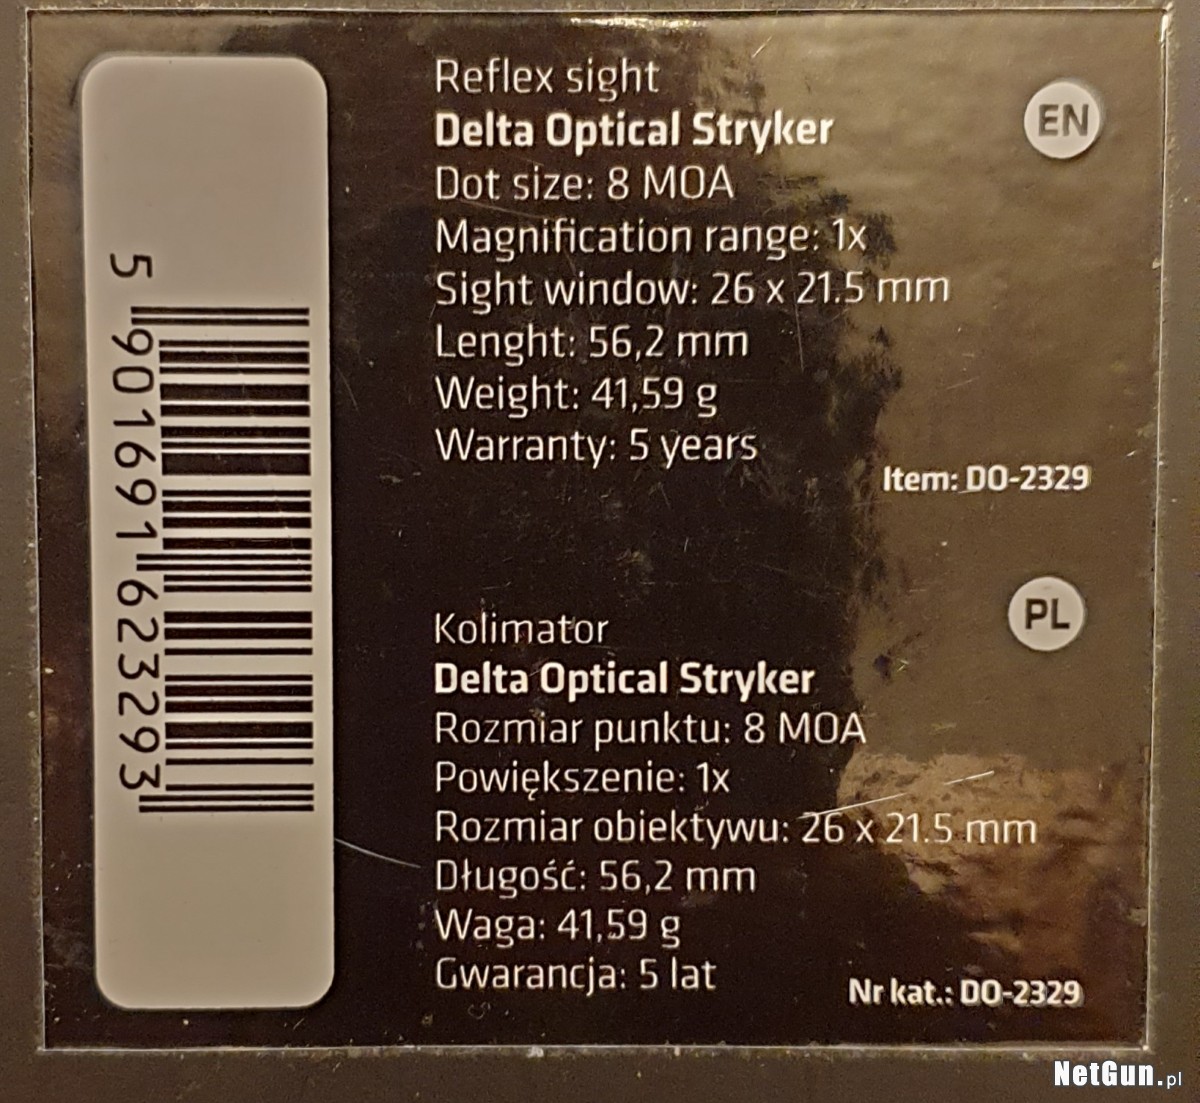 Reflex sight
Delta Optical Stryker
Dot size: 8 MOA
Magnification range: 1x
Sight window: 26 x 21.5 mm
Lenght: 56,2 mm
Weight: 41,59 g
Warranty: 5 years
Item: DO-2329
EN
Kolimator
Delta Optical Stryker
Rozmiar punktu: 8 MOA
Powiększenie: 1x
Rozmiar obiektywu: 26 x 21.5 mm
Długość: 56,2 mm
Waga: 41,59 g
Gwarancja: 5 lat
Nr kat.: DO-2329
PL
5 901691 623293
NetGun.pl